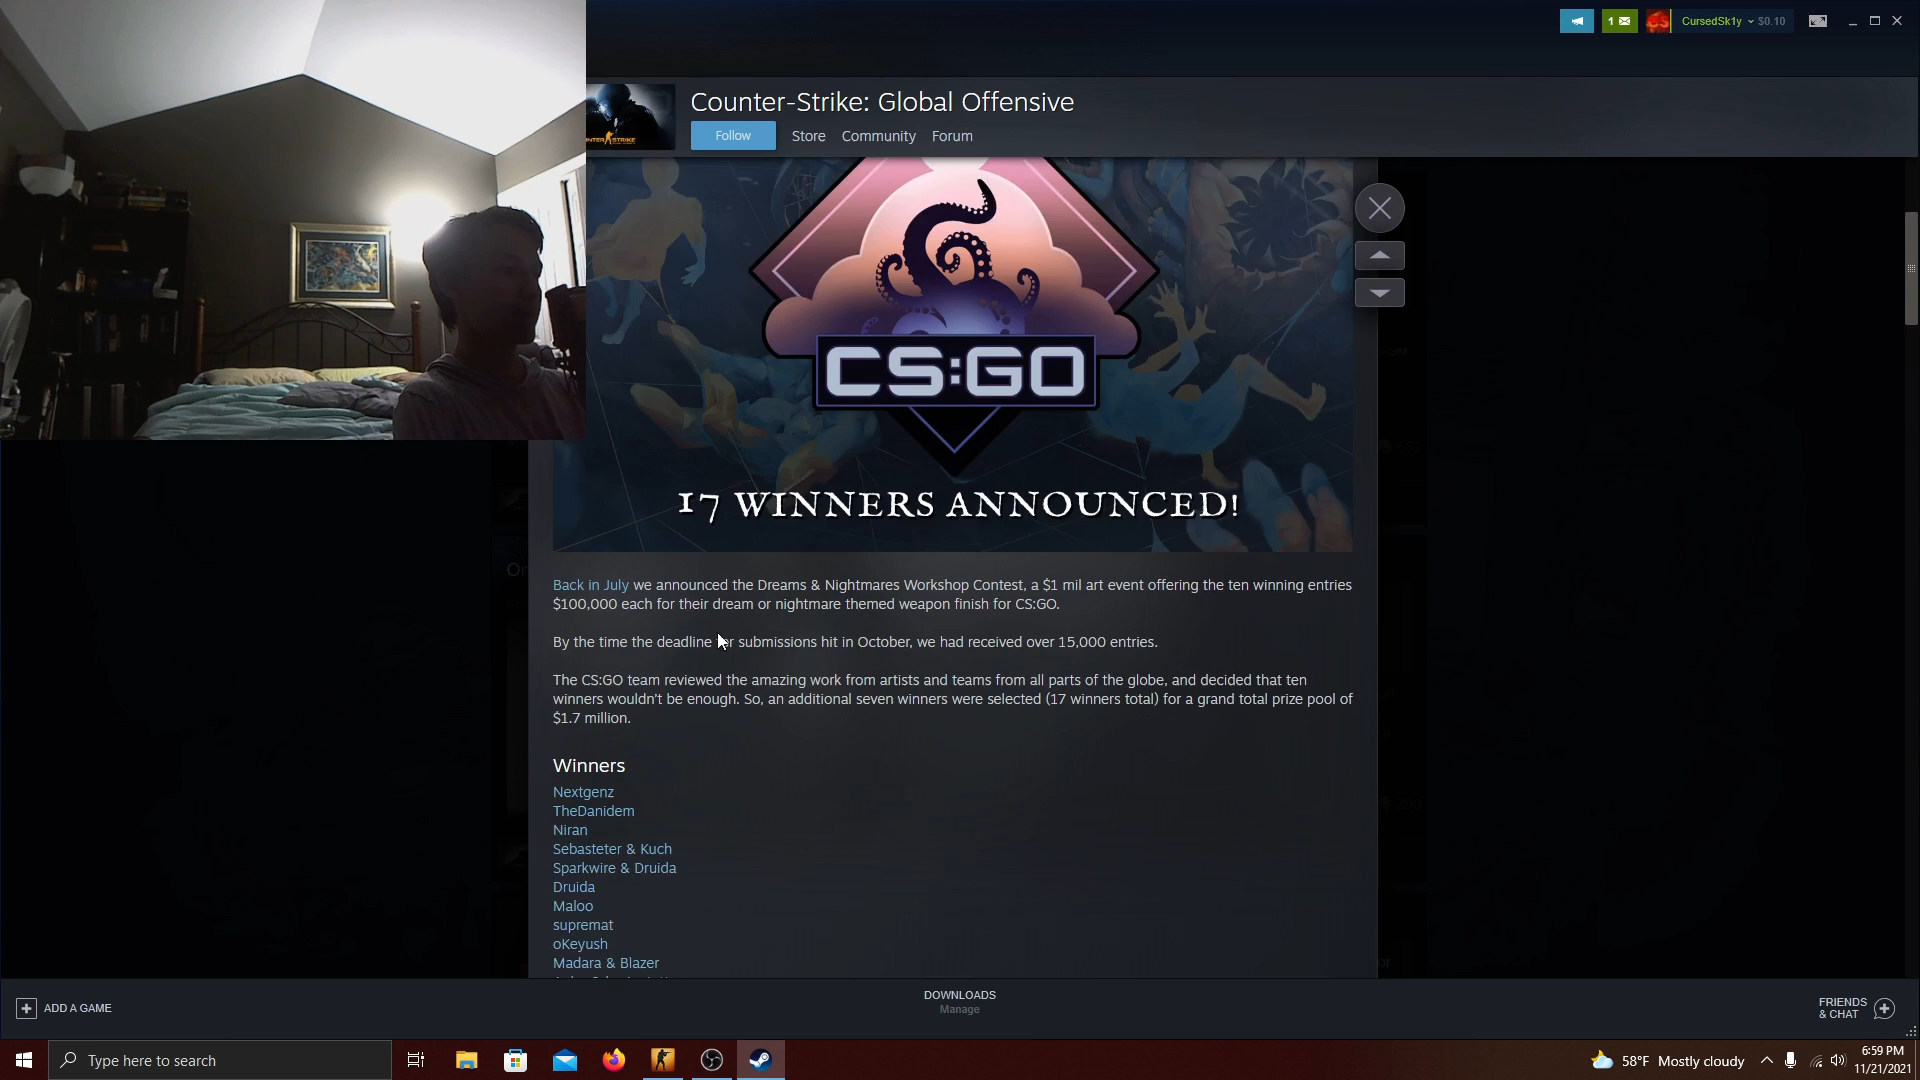 1
CursedSk1y
$0.10
Counter-Strike: Global Offensive
Follow
Store
Community
Forum
CS:GO
17 WINNERS ANNOUNCED!
Back in July we announced the Dreams & Nightmares Workshop Contest, a $1 mil art event offering the ten winning entries
$100,000 each for their dream or nightmare themed weapon finish for CS:GO.
By the time the deadline for submissions hit in October, we had received over 15,000 entries.
The CS:GO team reviewed the amazing work from artists and teams from all parts of the globe, and decided that ten
winners wouldn't be enough. So, an additional seven winners were selected (17 winners total) for a grand total prize pool of
$1.7 million.
Winners
Nextgenz
TheDanidem
Niran
Sebasteter & Kuch
Sparkwire & Druida
Druida
Maloo
supremat
oKeyush
Madara & Blazer
ADD A GAME
DOWNLOADS
Manage
FRIENDS
& CHAT
Type here to search
58°F Mostly cloudy
6:59 PM
11/21/2021